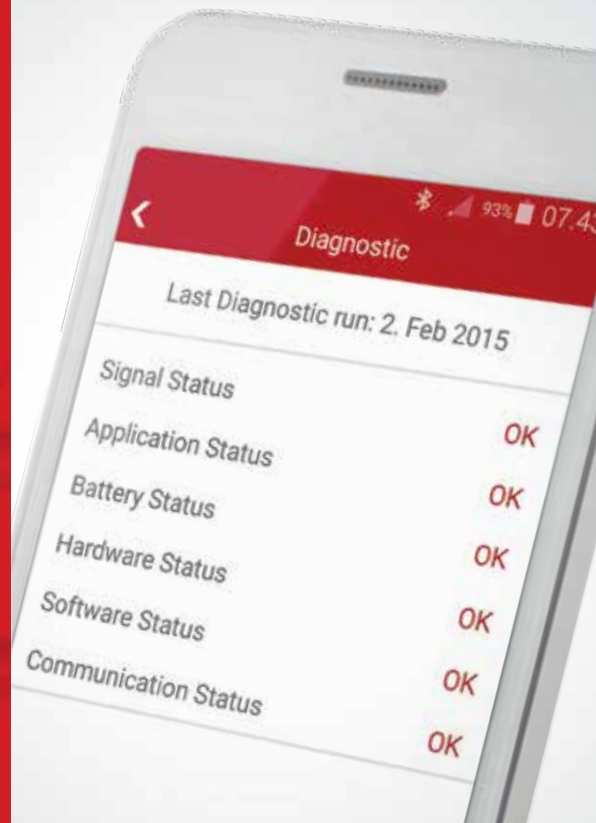 93% 07.43
Diagnostic
Last Diagnostic run: 2. Feb 2015
Signal Status OK
Application Status OK
Battery Status OK
Hardware Status OK
Software Status OK
Communication Status OK